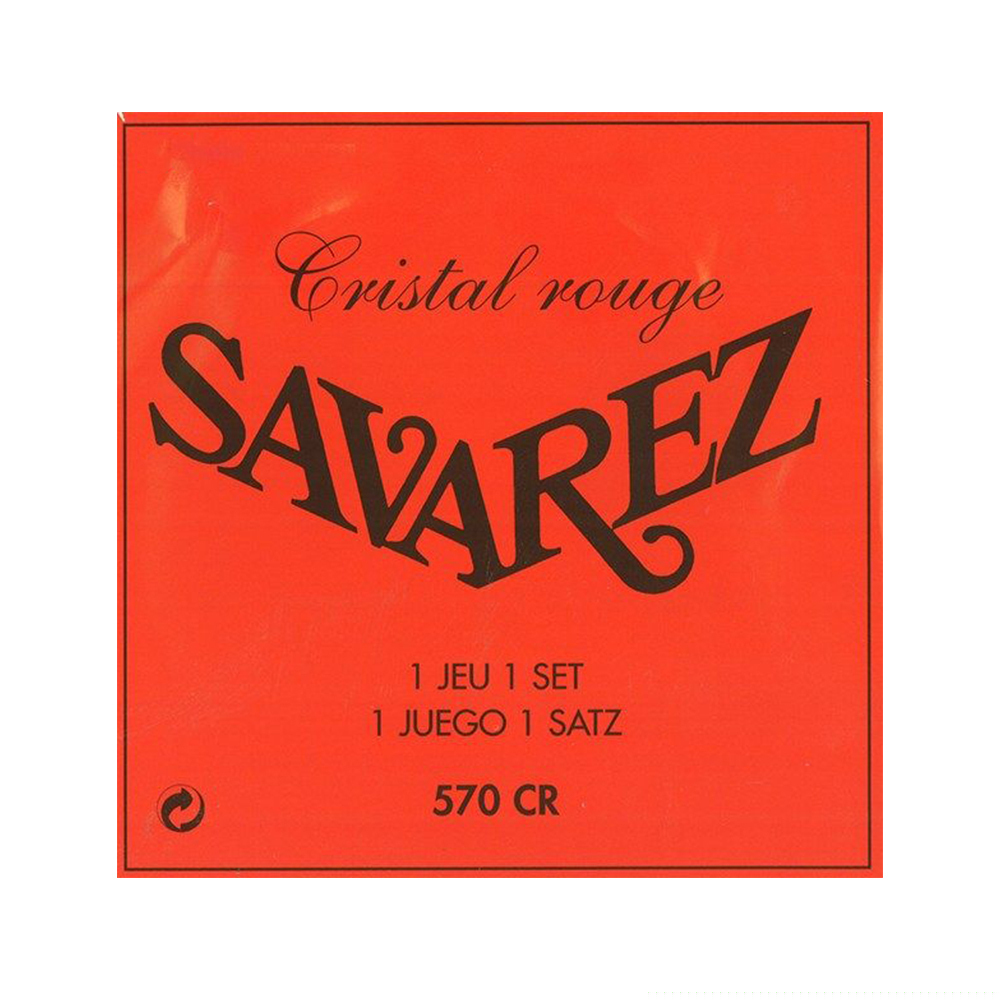 Cristal rouge
SAVAREZ
1 JEU 1 SET
1 JUEGO 1 SATZ
570 CR